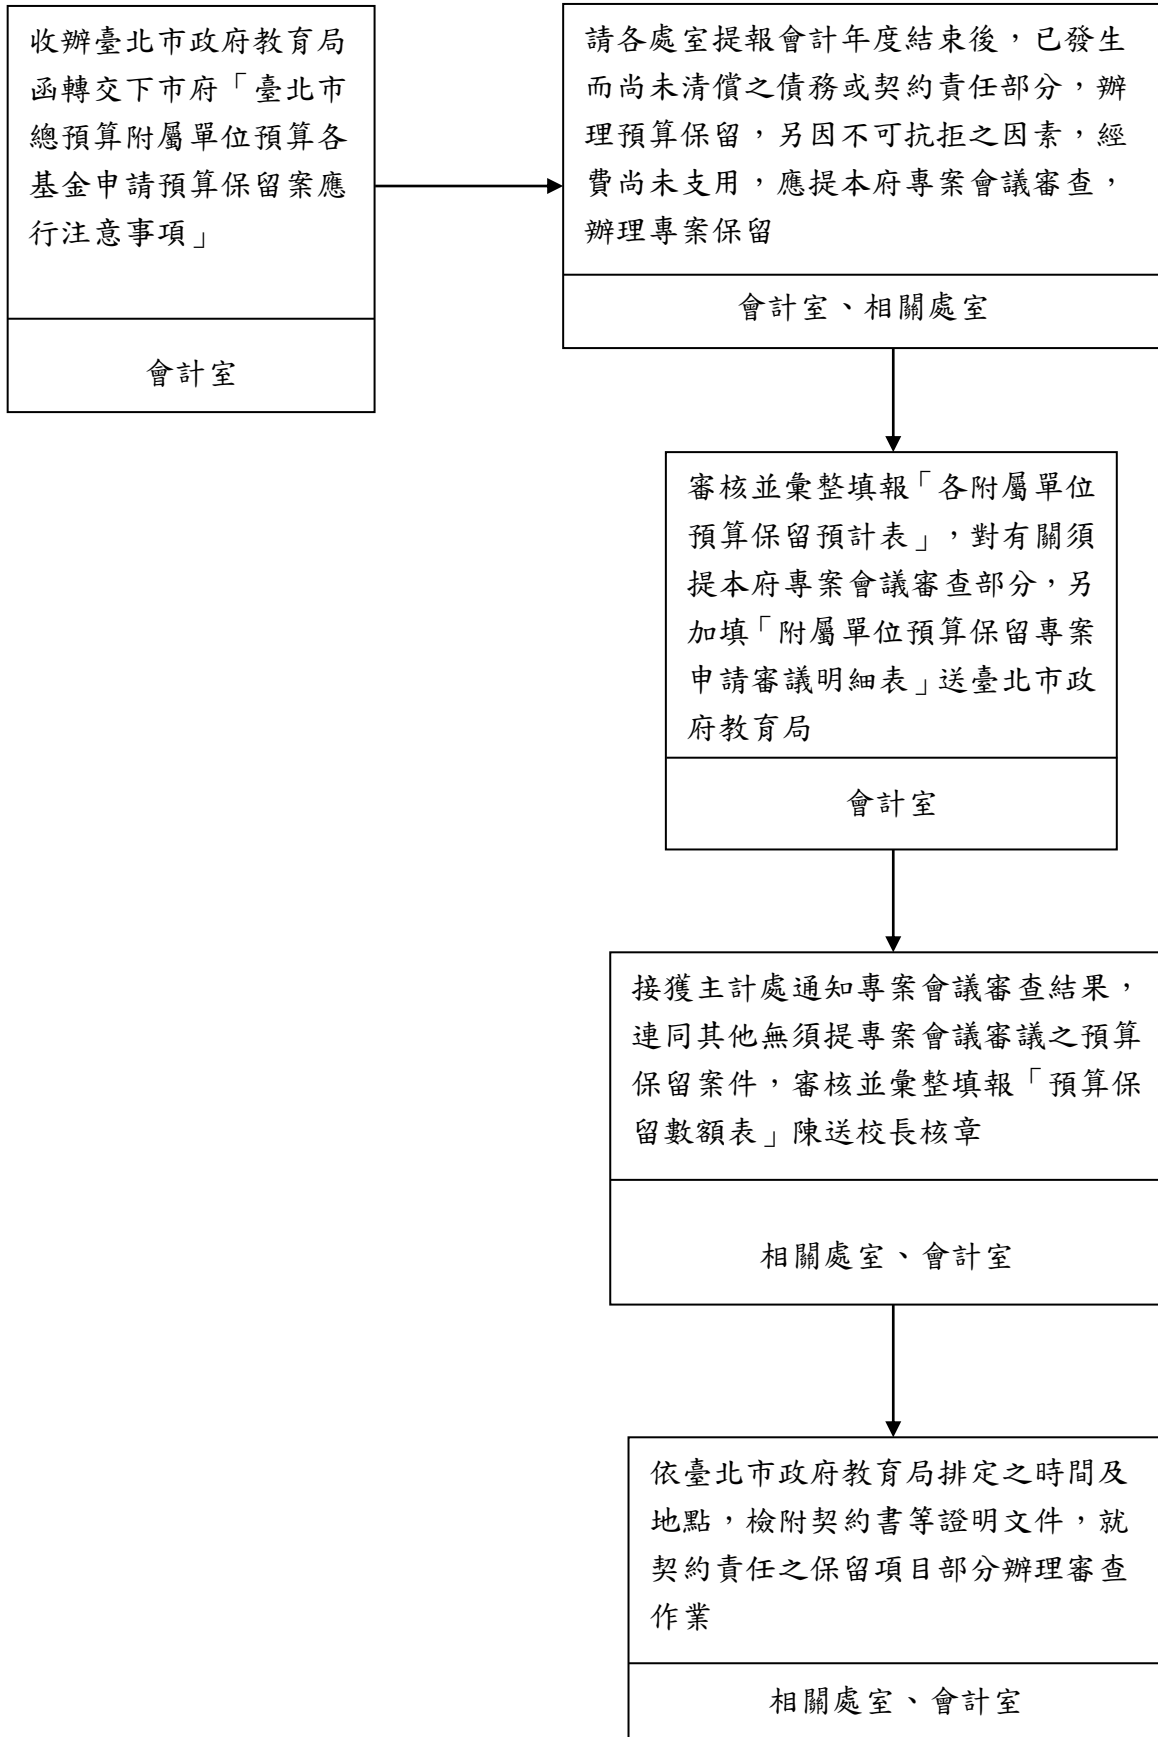 收辦臺北市政府教育局
函轉交下市府「臺北市
總預算附屬單位預算各
基金申請預算保留案應
行注意事項」
會計室
請各處室提報會計年度結束後，已發生
而尚未清償之債務或契約責任部分，辦
理預算保留，另因不可抗拒之因素，經
費尚未支用，應提本府專案會議審查，
辦理專案保留
會計室、相關處室
審核並彙整填報「各附屬單位
預算保留預計表」，對有關須
提本府專案會議審查部分，另
加填「附屬單位預算保留專案
申請審議明細表」送臺北市政
府教育局
會計室
接獲主計處通知專案會議審查結果，
連同其他無須提專案會議審議之預算
保留案件，審核並彙整填報「預算保
留數額表」陳送校長核章
相關處室、會計室
依臺北市政府教育局排定之時間及
地點，檢附契約書等證明文件，就
契約責任之保留項目部分辦理審查
作業
相關處室、會計室